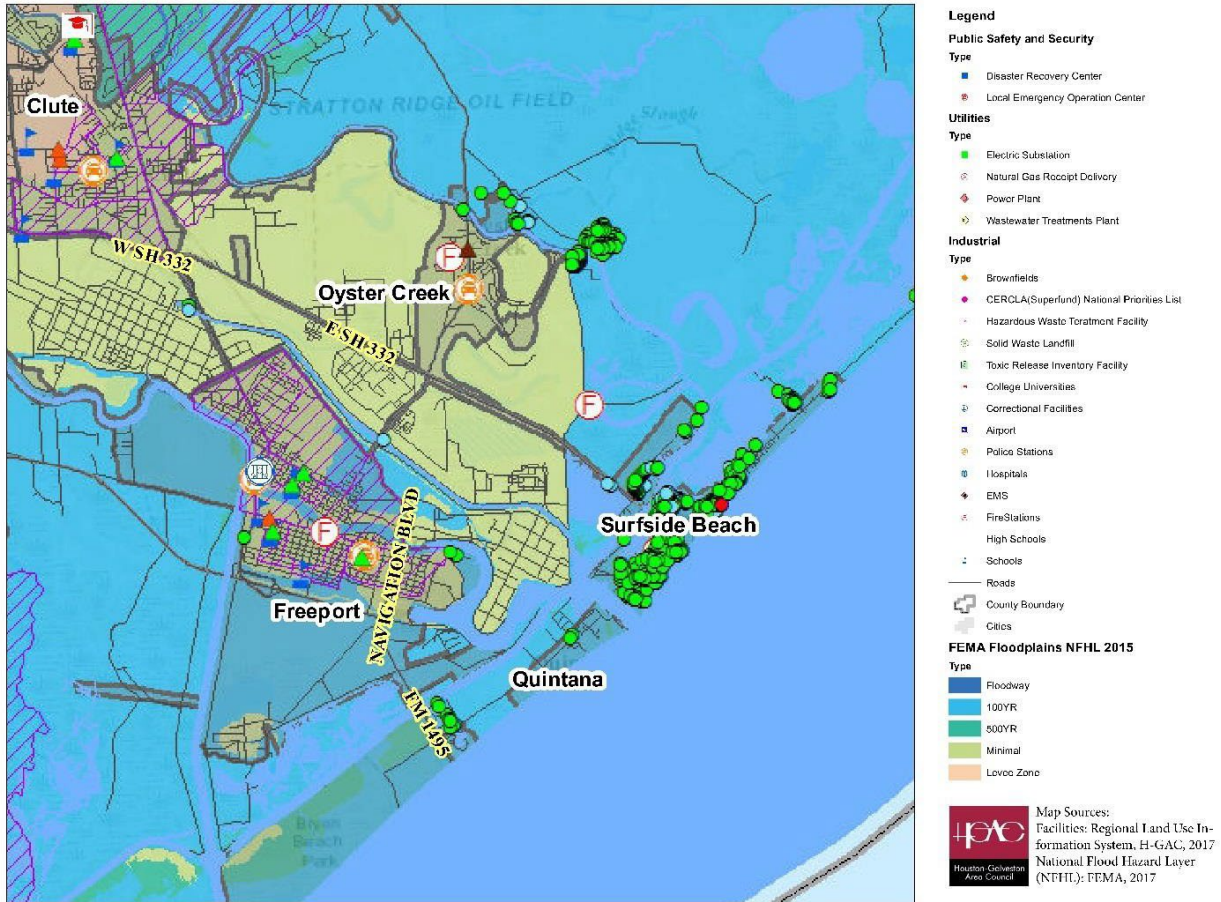 Clute
STRATTON RIDGE OIL FIELD
Slough
W SH 332
Oyster Creek
F
E SH 332
F
Surfside Beach
F
NAVIGATION BLVD
Freeport
Quintana
FM 1495
Bryan
Beach
Park
Legend
Public Safety and Security
Type
Disaster Recovery Center
Local Emergency Operation Center
Utilities
Type
Electric Substation
Natural Gas Receipt Delivery
Power Plant
Wastewater Treatments Plant
Industrial
Type
Brownfields
CERCLA(Superfund) National Priorities List
Hazardous Waste Teratment Facility
Solid Waste Landfill
Toxic Release Inventory Facility
College Universities
Correctional Facilities
Airport
Police Stations
Hospitals
EMS
FireStations
High Schools
Schools
Roads
County Boundary
Cities
FEMA Floodplains NFHL 2015
Type
Floodway
100YR
500YR
Minimal
Levee Zone
Houston-Galveston
Area Council
Map Sources:
Facilities: Regional Land Use In-
formation System, H-GAC, 2017
National Flood Hazard Layer
(NFHL): FEMA, 2017